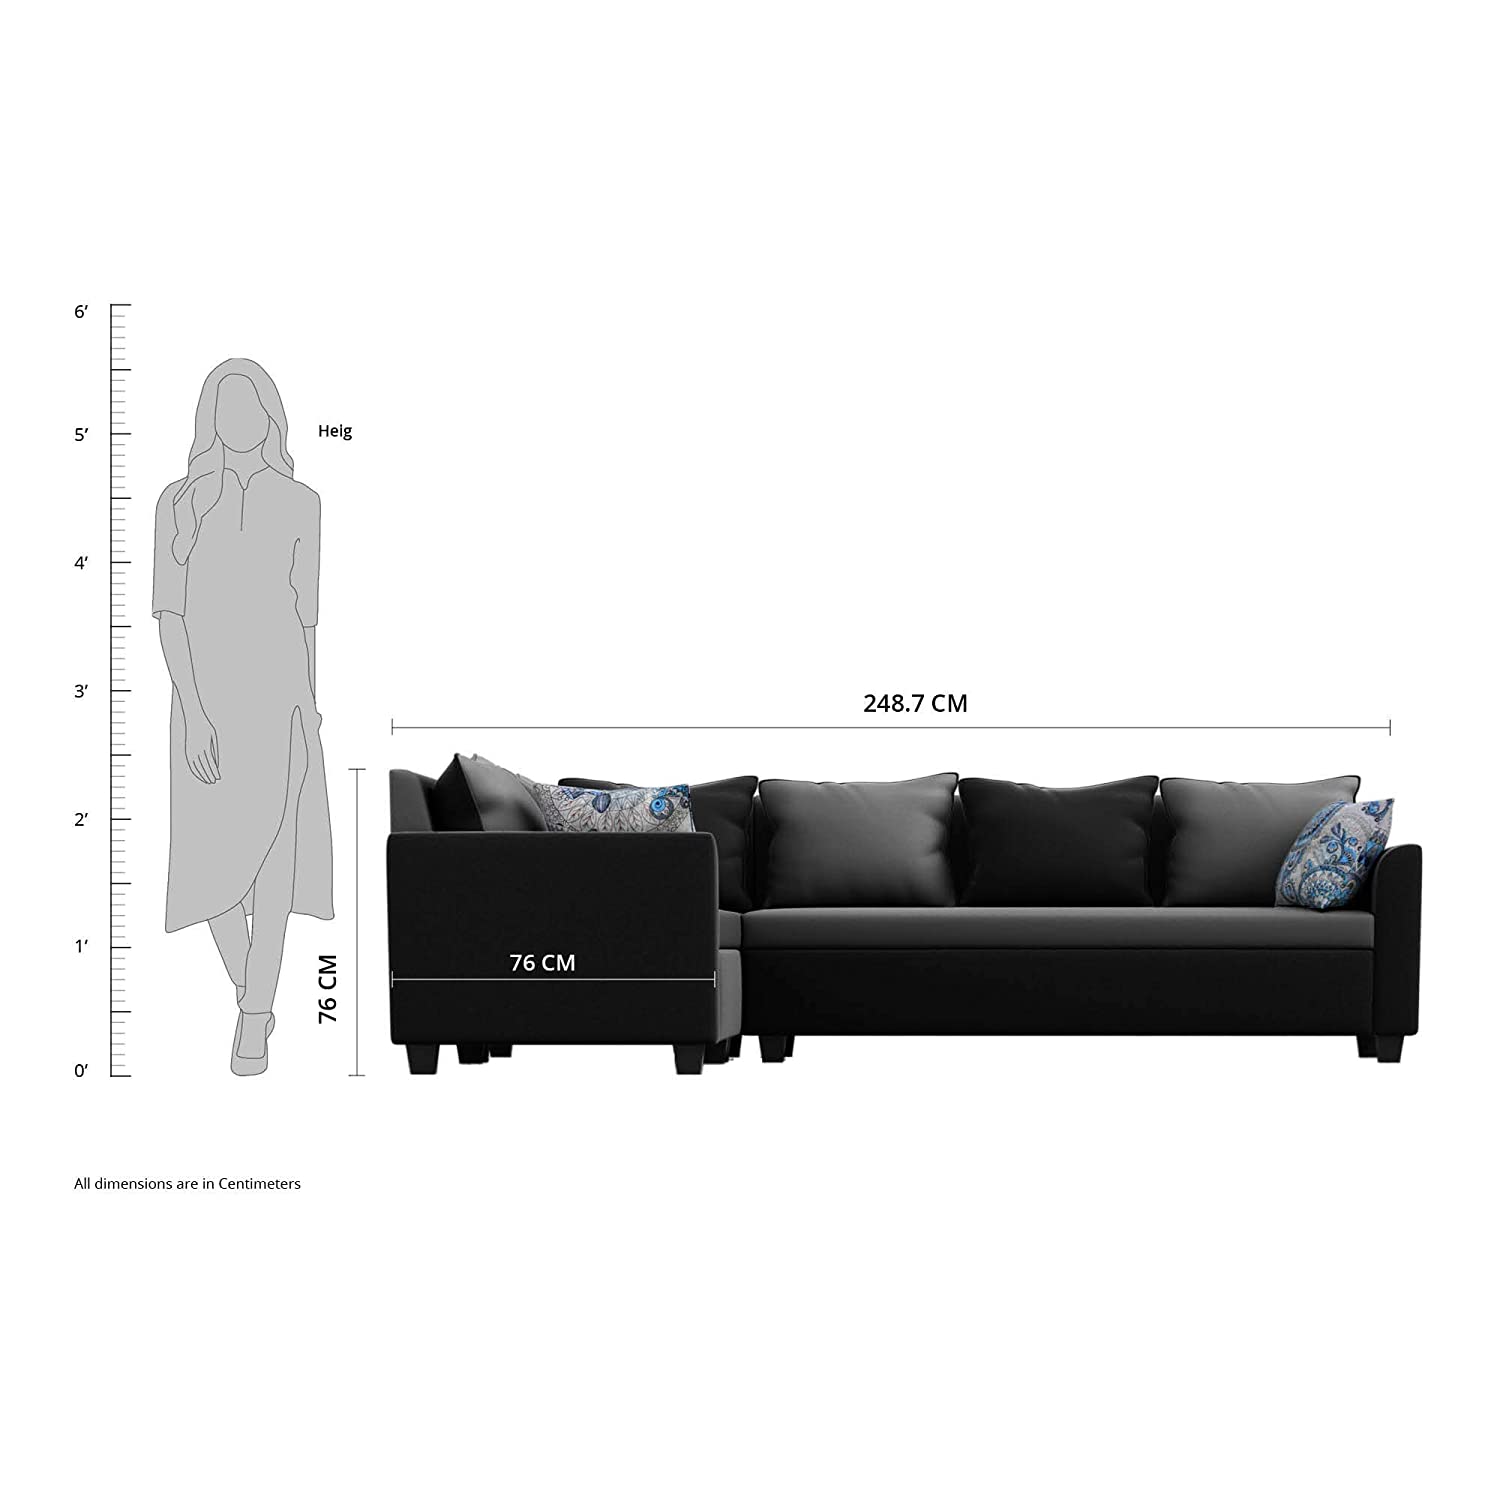 6′
5′
Heig
4′
3′
248.7 CM
2′
1′
76 CM
76 CM
0′
All dimensions are in Centimeters